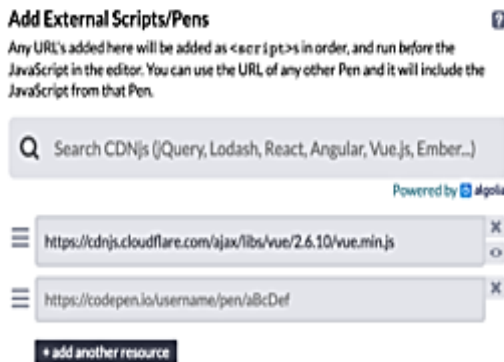 Add External Scripts/Pens
Any URL's added here will be added as <script>s in order, and run before the
JavaScript in the editor. You can use the URL of any other Pen and it will include the
JavaScript from that Pen.
Search CDNjs (jQuery, Lodash, React, Angular, Vue.js, Ember...)
Powered by algolia
https://cdnjs.cloudflare.com/ajax/libs/vue/2.6.10/vue.min.js
https://codepen.io/username/pen/aBcDef
+ add another resource